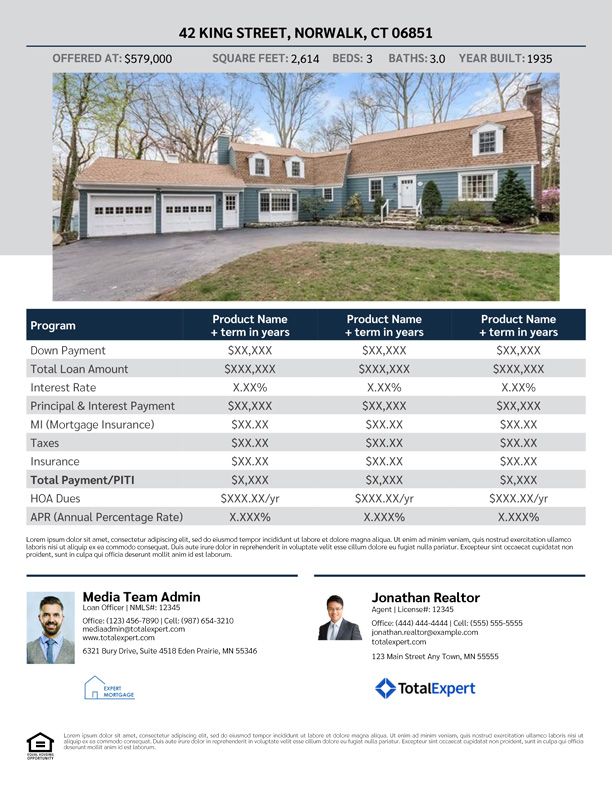 42 KING STREET, NORWALK, CT 06851
OFFERED AT: $579,000 SQUARE FEET: 2,614 BEDS: 3 BATHS: 3.0 YEAR BUILT: 1935
Program Product Name + term in years Product Name + term in years Product Name + term in years
Down Payment $XX,XXX $XX,XXX $XX,XXX
Total Loan Amount $XXX,XXX $XXX,XXX $XXX,XXX
Interest Rate X.XX% X.XX% X.XX%
Principal & Interest Payment $XX,XXX $XX,XXX $XX,XXX
MI (Mortgage Insurance) $XX.XX $XX.XX $XX.XX
Taxes $XX.XX $XX.XX $XX.XX
Insurance $XX.XX $XX.XX $XX.XX
Total Payment/PITI $X,XXX $X,XXX $X,XXX
HOA Dues $XXX.XX/yr $XXX.XX/yr $XXX.XX/yr
APR (Annual Percentage Rate) X.XXX% X.XXX% X.XXX%
Lorem ipsum dolor sit amet, consectetur adipiscing elit, sed do eiusmod tempor incididunt ut labore et dolore magna aliqua. Ut enim ad minim veniam, quis nostrud exercitation ullamco
laboris nisi ut aliquip ex ea commodo consequat. Duis aute irure dolor in reprehenderit in voluptate velit esse cillum dolore eu fugiat nulla pariatur. Excepteur sint occaecat cupidatat non
proident, sunt in culpa qui officia deserunt mollit anim id est laborum.
Media Team Admin
Loan Officer | NMLS#: 12345
Office: (123) 456-7890 | Cell: (987) 654-3210
mediaadmin@totalexpert.com
www.totalexpert.com
6321 Bury Drive, Suite 4518 Eden Prairie, MN 55346
EXPERT
MORTGAGE
Jonathan Realtor
Agent | License#: 12345
Office: (444) 444-4444 | Cell: (555) 555-5555
jonathan.realtor@example.com
totalexpert.com
123 Main Street Any Town, MN 55555
TotalExpert
EQUAL HOUSING
OPPORTUNITY
Lorem ipsum dolor sit amet, consectetur adipiscing elit, sed do eiusmod tempor incididunt ut labore et dolore magna aliqua. Ut enim ad minim veniam, quis nostrud exercitation ullamco laboris nisi ut
aliquip ex ea commodo consequat. Duis aute irure dolor in reprehenderit in voluptate velit esse cillum dolore eu fugiat nulla pariatur. Excepteur sint occaecat cupidatat non proident, sunt in culpa qui officia
deserunt mollit anim id est laborum.